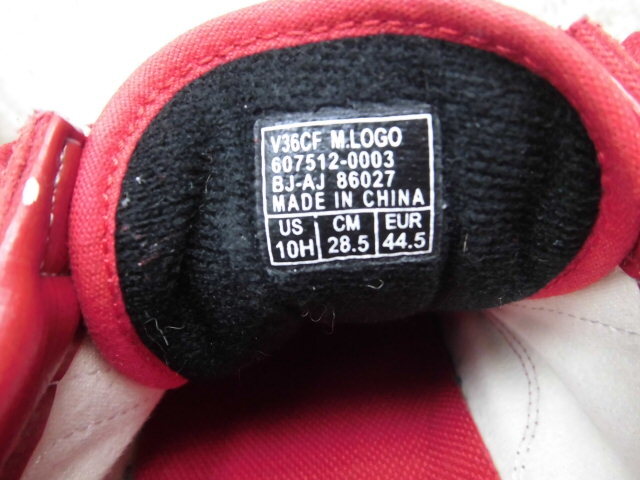 V36CF M.LOGO
607512-0003
BJ-AJ 86027
MADE IN CHINA
US CM EUR
10H 28.5 44.5